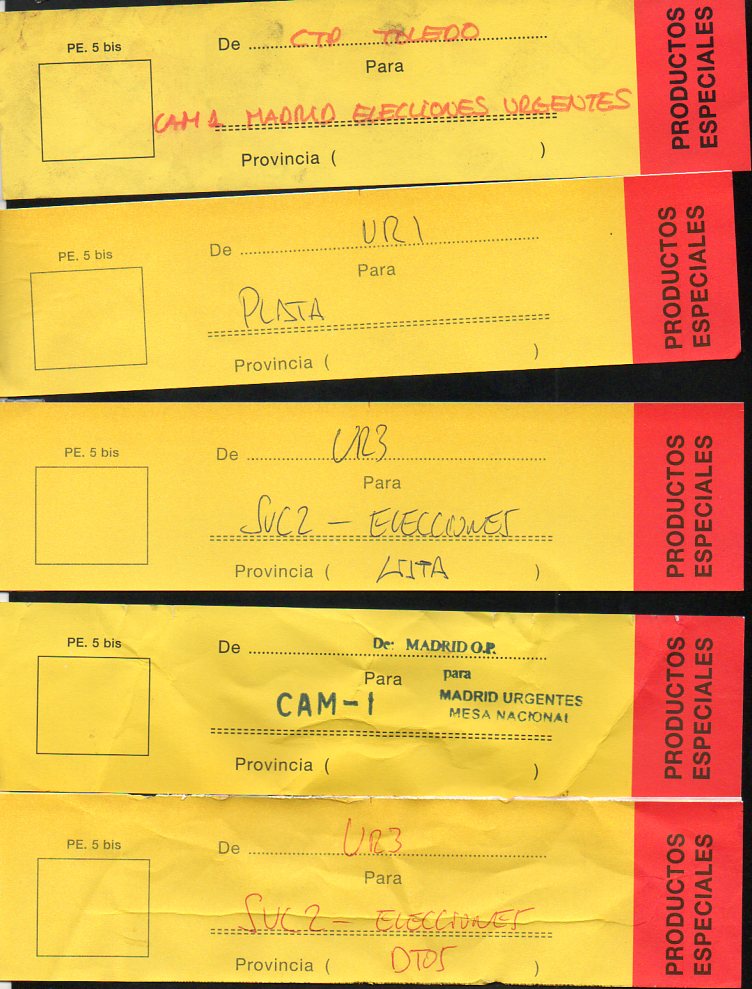 PE. 5 bis
De CTP TOLEDO
Para
CAM 1 MADRID ELECCIONES URGENTES
Provincia ( )
PRODUCTOS
ESPECIALES
PE. 5 bis
De UR1
Para
PLATA
Provincia ( )
PRODUCTOS
ESPECIALES
PE. 5 bis
De UR3
Para
SUC2 - ELECCIONES
Provincia ( LISTA )
PRODUCTOS
ESPECIALES
PE. 5 bis
De De: MADRID O.P.
Para para
CAM-1 MADRID URGENTES
MESA NACIONAL
Provincia ( )
PRODUCTOS
ESPECIALES
PE. 5 bis
De UR3
Para
SUC2 - ELECCIONES
Provincia ( DTOS )
PRODUCTOS
ESPECIALES